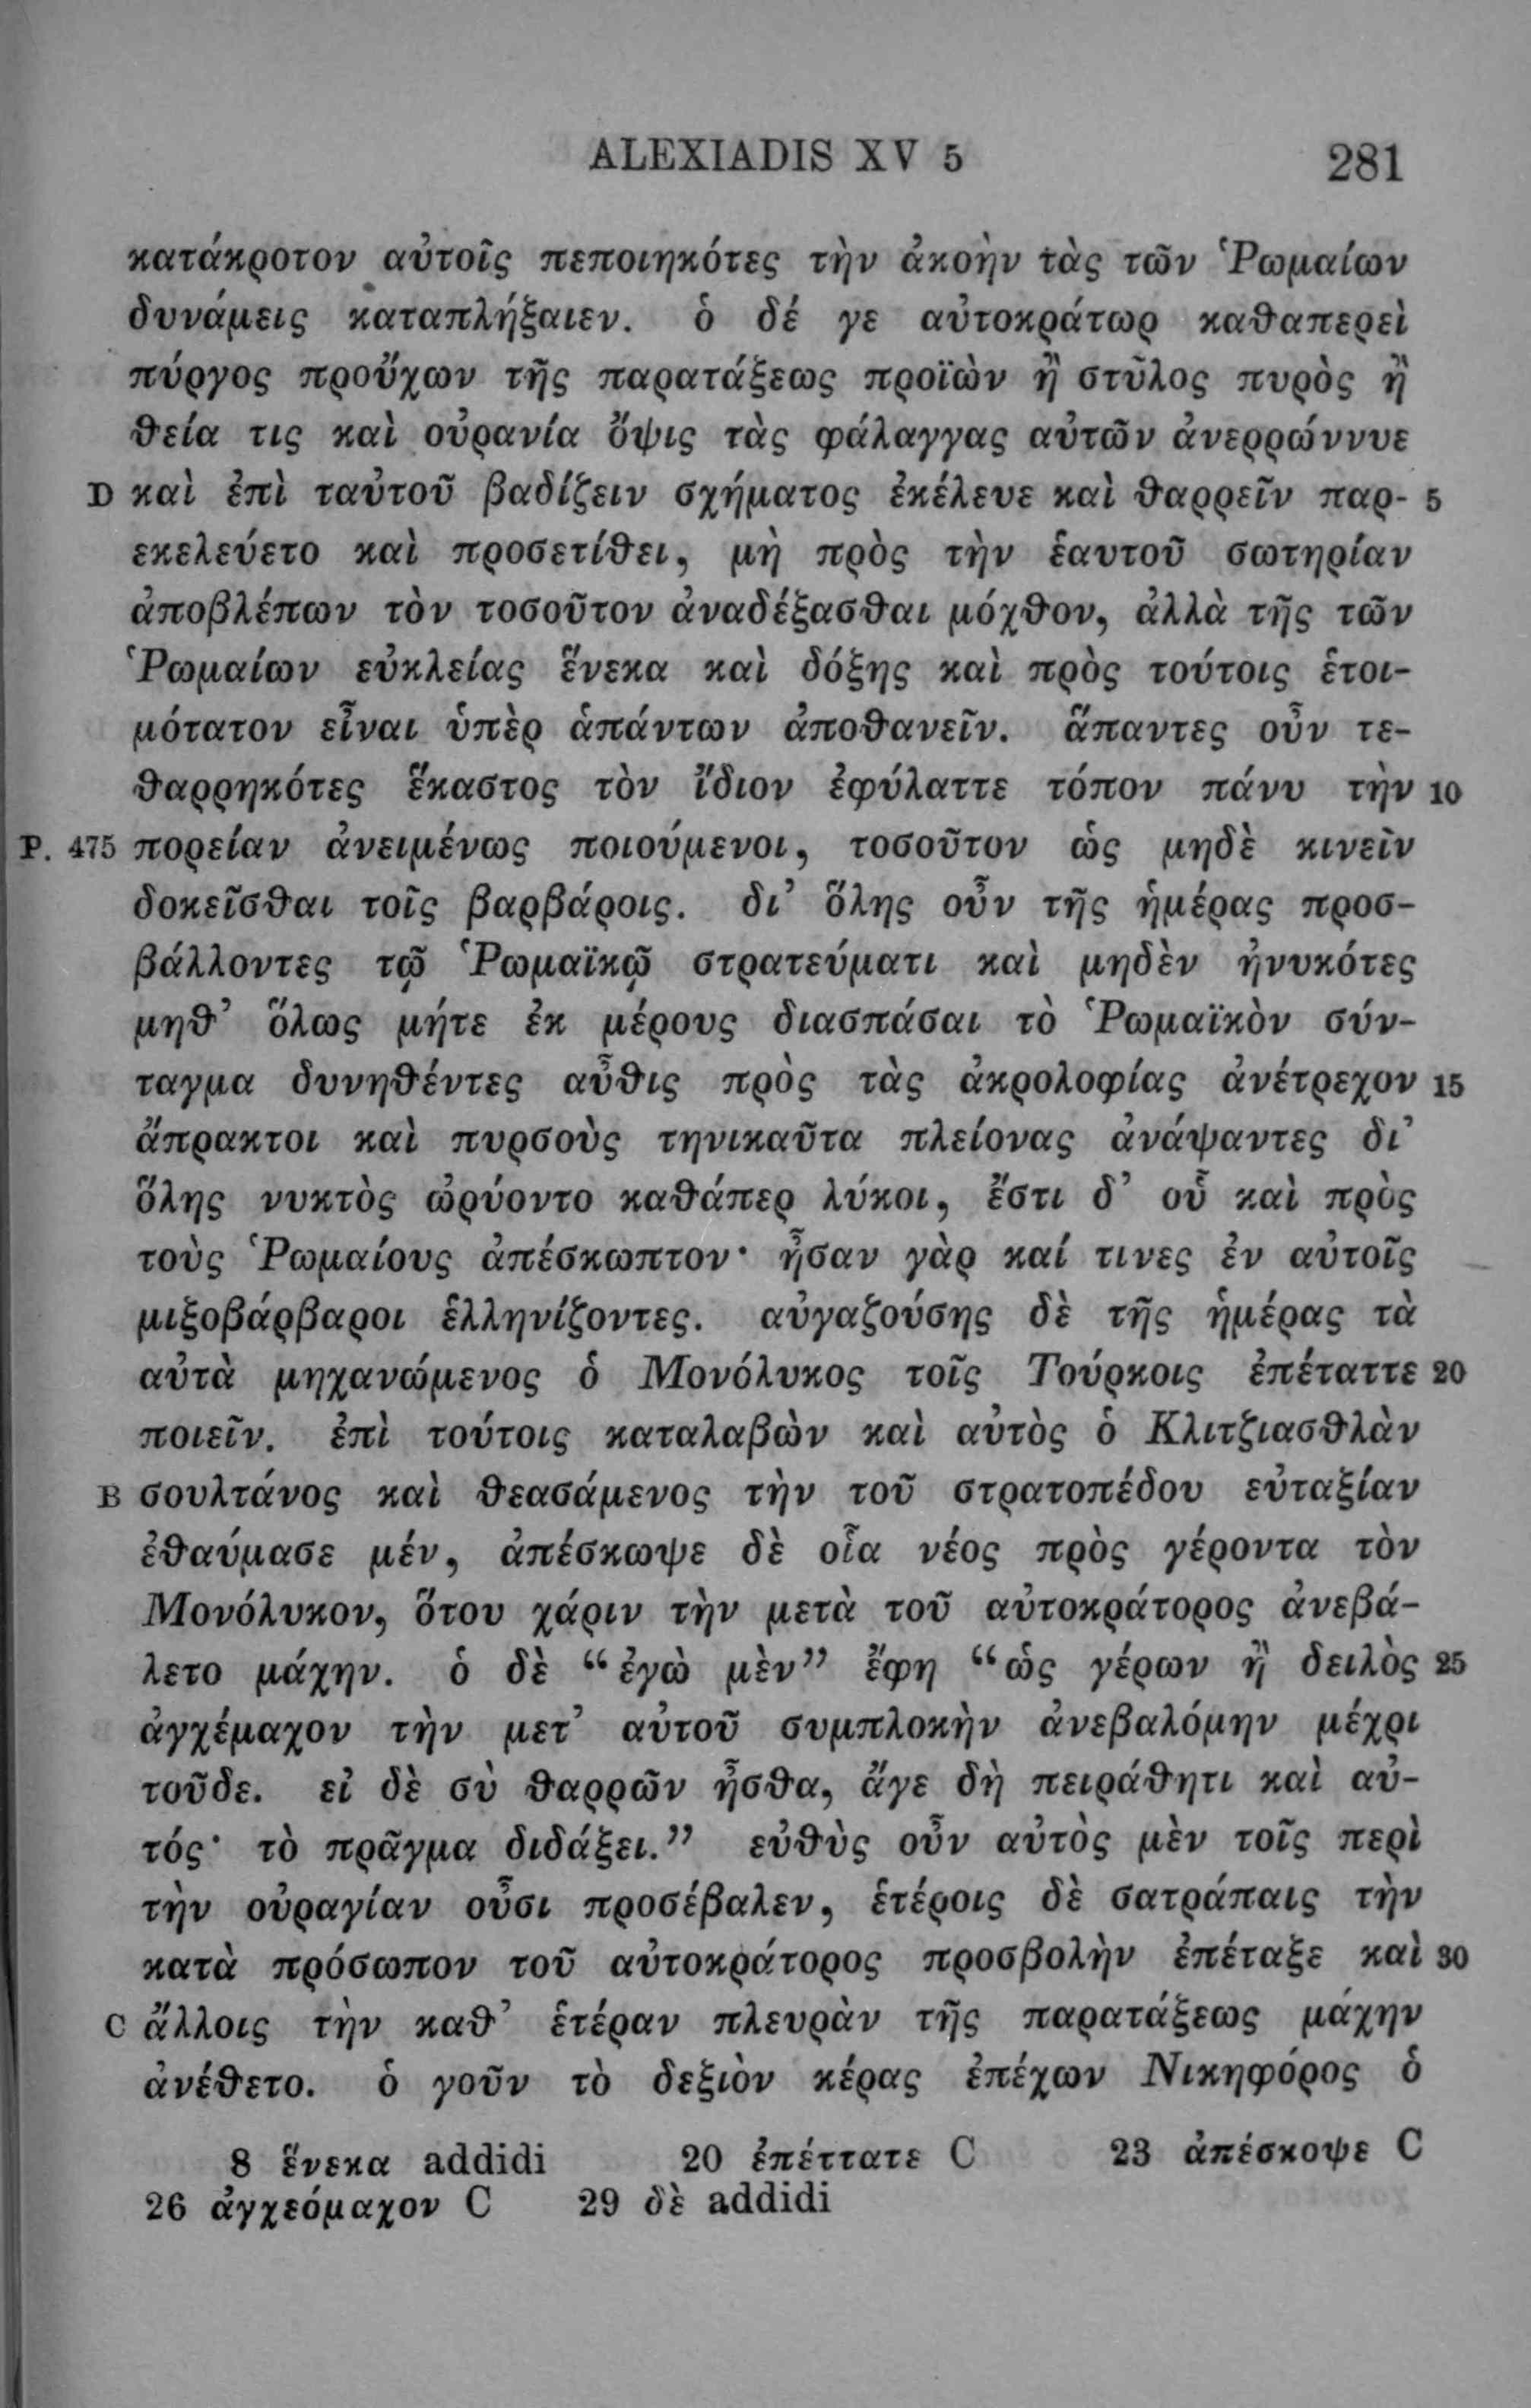 ALEXIADIS XV 5 281
κατάκροτον αὐτοῖς πεποιηκότες τὴν ἀκοὴν τὰς τῶν Ῥωμαίων
δυνάμεις καταπλήξαιεν. ὁ δέ γε αὐτοκράτωρ καθαπερεὶ
πύργος προὔχων τῆς παρατάξεως προϊὼν ἢ στῦλος πυρὸς ἢ
θεία τις καὶ οὐρανία ὄψις τὰς φάλαγγας αὐτῶν ἀνερρώννυε
D καὶ ἐπὶ ταὐτοῦ βαδίζειν σχήματος ἐκέλευε καὶ θαρρεῖν παρ- 5
εκελεύετο καὶ προσετίθει, μὴ πρὸς τὴν ἑαυτοῦ σωτηρίαν
ἀποβλέπων τὸν τοσοῦτον ἀναδέξασθαι μόχθον, ἀλλὰ τῆς τῶν
Ῥωμαίων εὐκλείας ἕνεκα καὶ δόξης καὶ πρὸς τούτοις ἑτοι-
μότατον εἶναι ὑπὲρ ἁπάντων ἀποθανεῖν. ἅπαντες οὖν τε-
θαρρηκότες ἕκαστος τὸν ἴδιον ἐφύλαττε τόπον πάνυ τὴν 10
P. 475 πορείαν ἀνειμένως ποιούμενοι, τοσοῦτον ὡς μηδὲ κινεῖν
δοκεῖσθαι τοῖς βαρβάροις. δι’ ὅλης οὖν τῆς ἡμέρας προσ-
βάλλοντες τῷ Ῥωμαϊκῷ στρατεύματι καὶ μηδὲν ἠνυκότες
μηθ’ ὅλως μήτε ἐκ μέρους διασπάσαι τὸ Ῥωμαϊκὸν σύν-
ταγμα δυνηθέντες αὖθις πρὸς τὰς ἀκρολοφίας ἀνέτρεχον 15
ἄπρακτοι καὶ πυρσοὺς τηνικαῦτα πλείονας ἀνάψαντες δι’
ὅλης νυκτὸς ὠρύοντο καθάπερ λύκοι, ἔστι δ’ οὗ καὶ πρὸς
τοὺς Ῥωμαίους ἀπέσκωπτον· ἦσαν γὰρ καί τινες ἐν αὐτοῖς
μιξοβάρβαροι ἑλληνίζοντες. αὐγαζούσης δὲ τῆς ἡμέρας τὰ
αὐτὰ μηχανώμενος ὁ Μονόλυκος τοῖς Τούρκοις ἐπέταττε 20
ποιεῖν. ἐπὶ τούτοις καταλαβὼν καὶ αὐτὸς ὁ Κλιτζιασθλὰν
B σουλτάνος καὶ θεασάμενος τὴν τοῦ στρατοπέδου εὐταξίαν
ἐθαύμασε μέν, ἀπέσκωψε δὲ οἷα νέος πρὸς γέροντα τὸν
Μονόλυκον, ὅτου χάριν τὴν μετὰ τοῦ αὐτοκράτορος ἀνεβά-
λετο μάχην. ὁ δὲ “ἐγὼ μὲν” ἔφη “ὡς γέρων ἢ δειλὸς 25
ἀγχέμαχον τὴν μετ’ αὐτοῦ συμπλοκὴν ἀνεβαλόμην μέχρι
τοῦδε. εἰ δὲ σὺ θαρρῶν ἦσθα, ἄγε δὴ πειράθητι καὶ αὐ-
τός· τὸ πρᾶγμα διδάξει.” εὐθὺς οὖν αὐτὸς μὲν τοῖς περὶ
τὴν οὐραγίαν οὖσι προσέβαλεν, ἑτέροις δὲ σατράπαις τὴν
κατὰ πρόσωπον τοῦ αὐτοκράτορος προσβολὴν ἐπέταξε καὶ 30
C ἄλλοις τὴν καθ’ ἑτέραν πλευρὰν τῆς παρατάξεως μάχην
ἀνέθετο. ὁ γοῦν τὸ δεξιὸν κέρας ἐπέχων Νικηφόρος ὁ
8 ἕνεκα addidi 20 ἐπέττατε C 23 ἀπέσκοψε C
26 ἀγχεόμαχον C 29 δὲ addidi